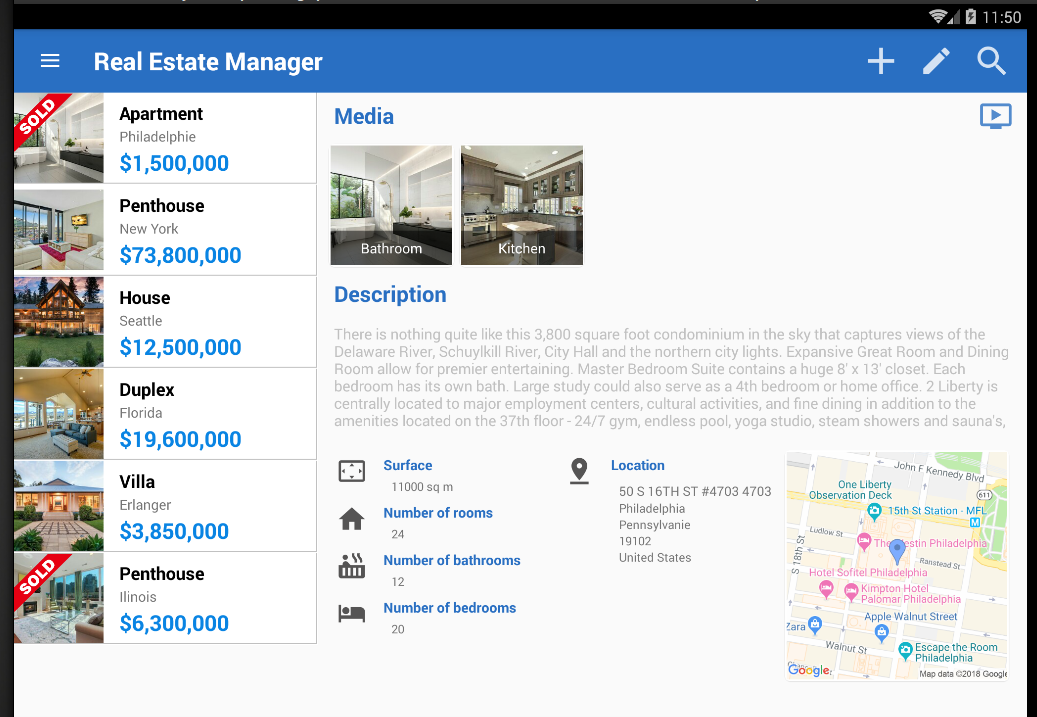 11:50
Real Estate Manager
SOLD
Apartment
Philadelphie
$1,500,000
Penthouse
New York
$73,800,000
House
Seattle
$12,500,000
Duplex
Florida
$19,600,000
Villa
Erlanger
$3,850,000
SOLD
Penthouse
Ilinois
$6,300,000
Media
Bathroom
Kitchen
Description
There is nothing quite like this 3,800 square foot condominium in the sky that captures views of the
Delaware River, Schuylkill River, City Hall and the northern city lights. Expansive Great Room and Dining
Room allow for premier entertaining. Master Bedroom Suite contains a huge 8' x 13' closet. Each
bedroom has its own bath. Large study could also serve as a 4th bedroom or home office. 2 Liberty is
centrally located to major employment centers, cultural activities, and fine dining in addition to the
amenities located on the 37th floor - 24/7 gym, endless pool, yoga studio, steam showers and sauna's,
Surface
11000 sq m
Number of rooms
24
Number of bathrooms
12
Number of bedrooms
20
Location
50 S 16TH ST #4703 4703
Philadelphia
Pennsylvanie
19102
United States
John F Kennedy Blvd
One Liberty
Observation Deck
611
15th St Station - MFL
M
Ludlow St
The Westin Philadelphia
S 18th St
Ranstead St
Hotel Sofitel Philadelphia
Kimpton Hotel
Palomar Philadelphia
Apple Walnut Street
Zara
Walnut St
Escape the Room
Philadelphia
Google
Map data ©2018 Google